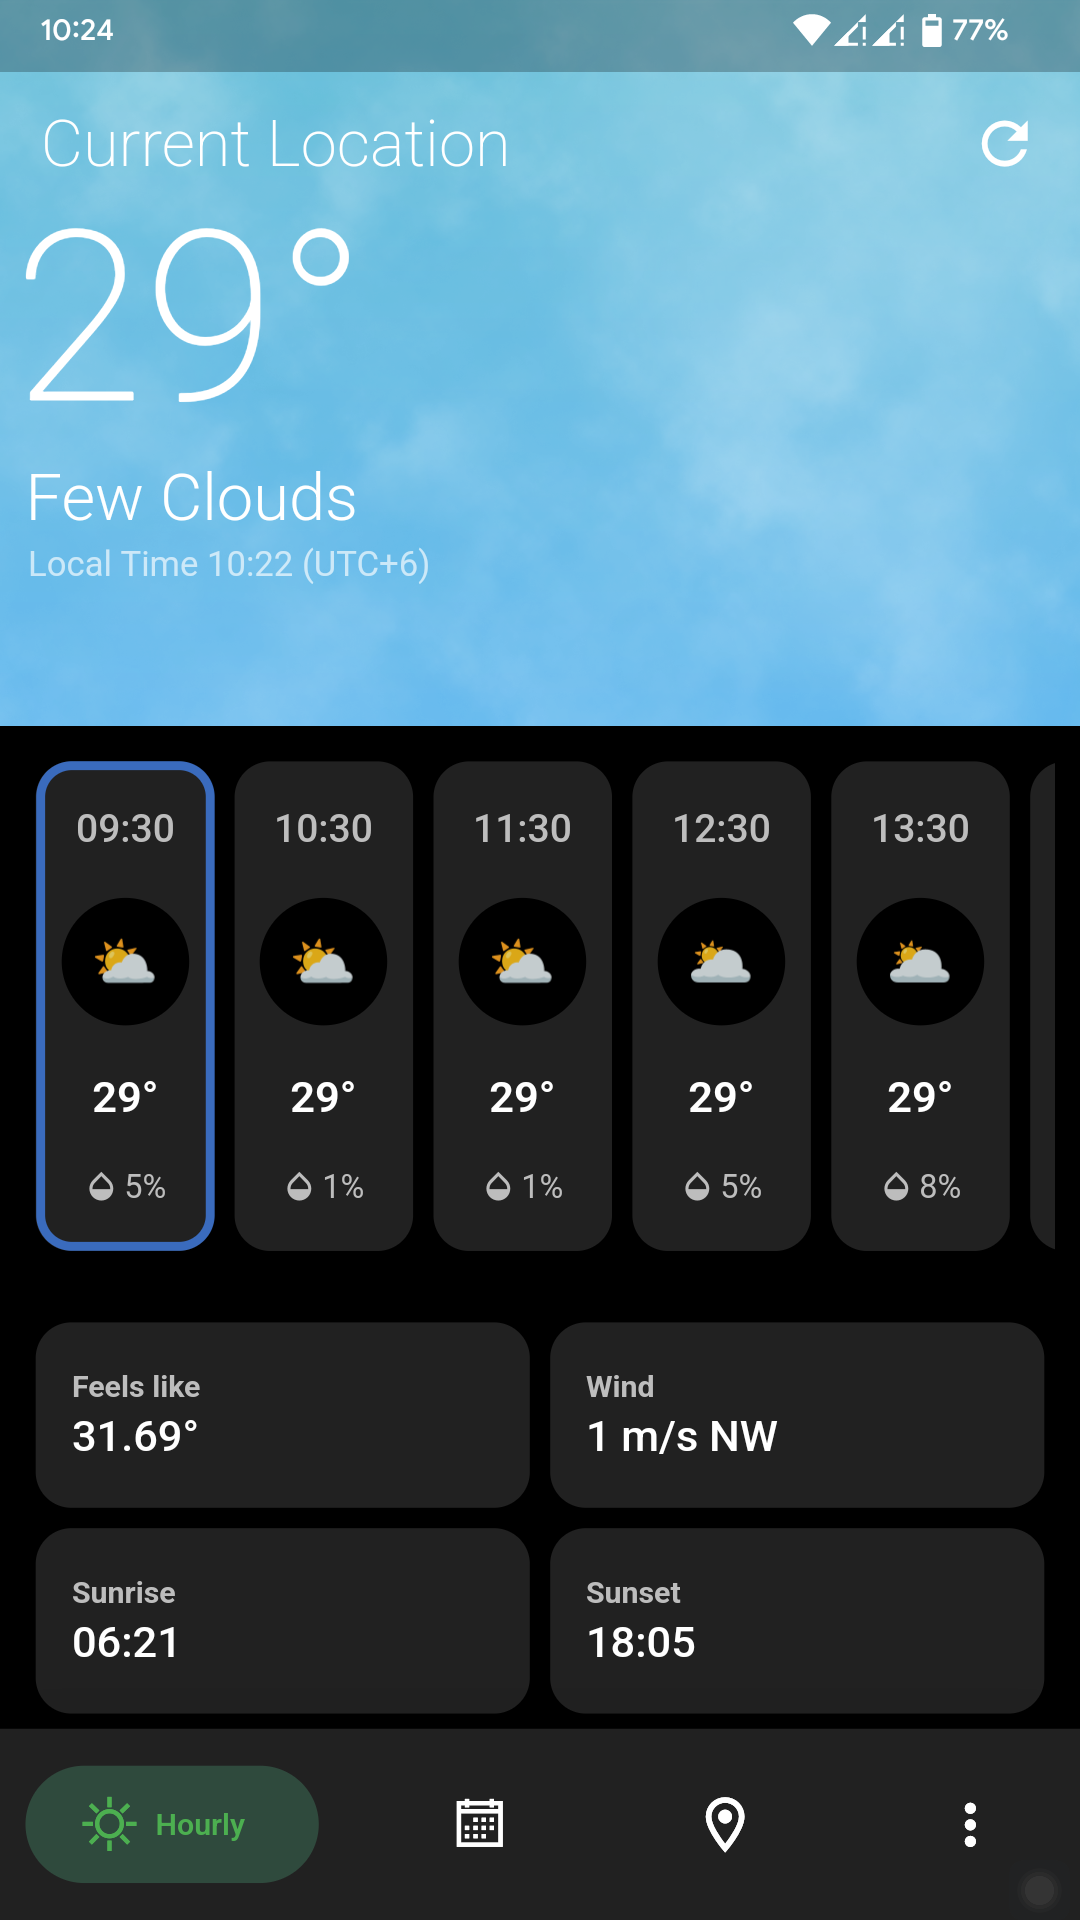 10:24
77%
Current Location
29°
Few Clouds
Local Time 10:22 (UTC+6)
09:30 10:30 11:30 12:30 13:30
29° 29° 29° 29° 29°
5% 1% 1% 5% 8%
Feels like
31.69°
Wind
1 m/s NW
Sunrise
06:21
Sunset
18:05
Hourly